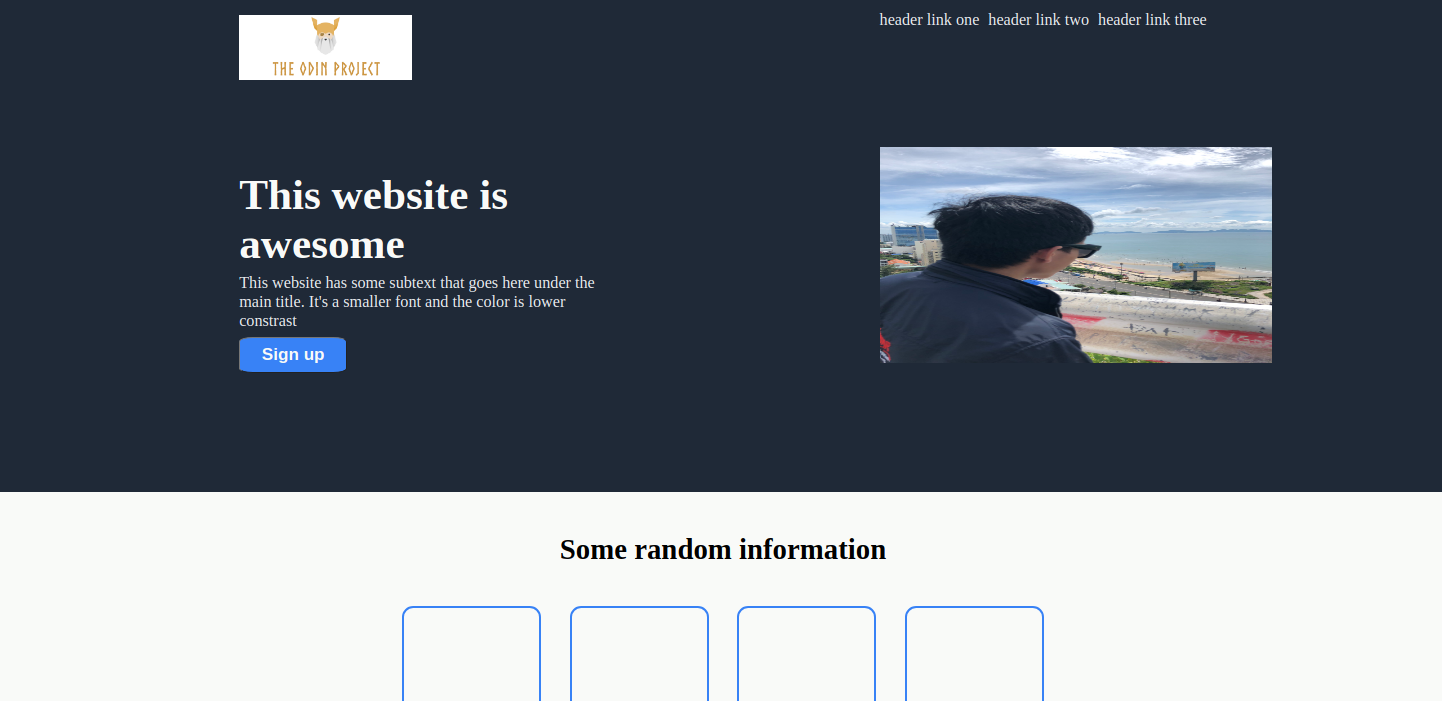 THE ODIN PROJECT
header link one header link two header link three
This website is
awesome
This website has some subtext that goes here under the
main title. It's a smaller font and the color is lower
constrast
Sign up
Some random information